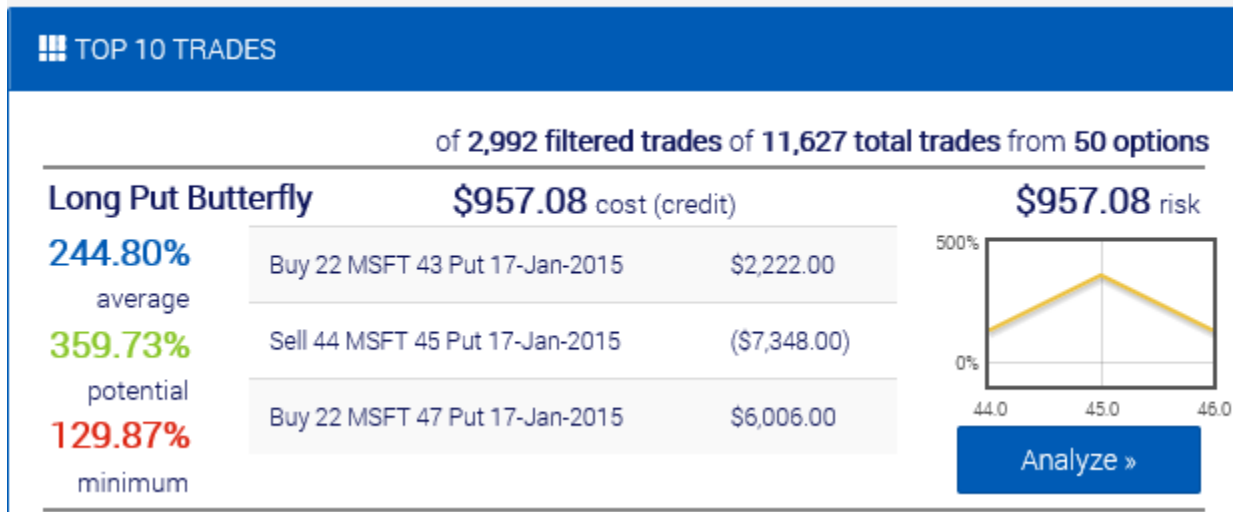 TOP 10 TRADES
of 2,992 filtered trades of 11,627 total trades from 50 options
Long Put Butterfly $957.08 cost (credit) $957.08 risk
244.80%
average
359.73%
potential
129.87%
minimum
Buy 22 MSFT 43 Put 17-Jan-2015 $2,222.00
Sell 44 MSFT 45 Put 17-Jan-2015 ($7,348.00)
Buy 22 MSFT 47 Put 17-Jan-2015 $6,006.00
500%
0%
44.0 45.0 46.0
Analyze »